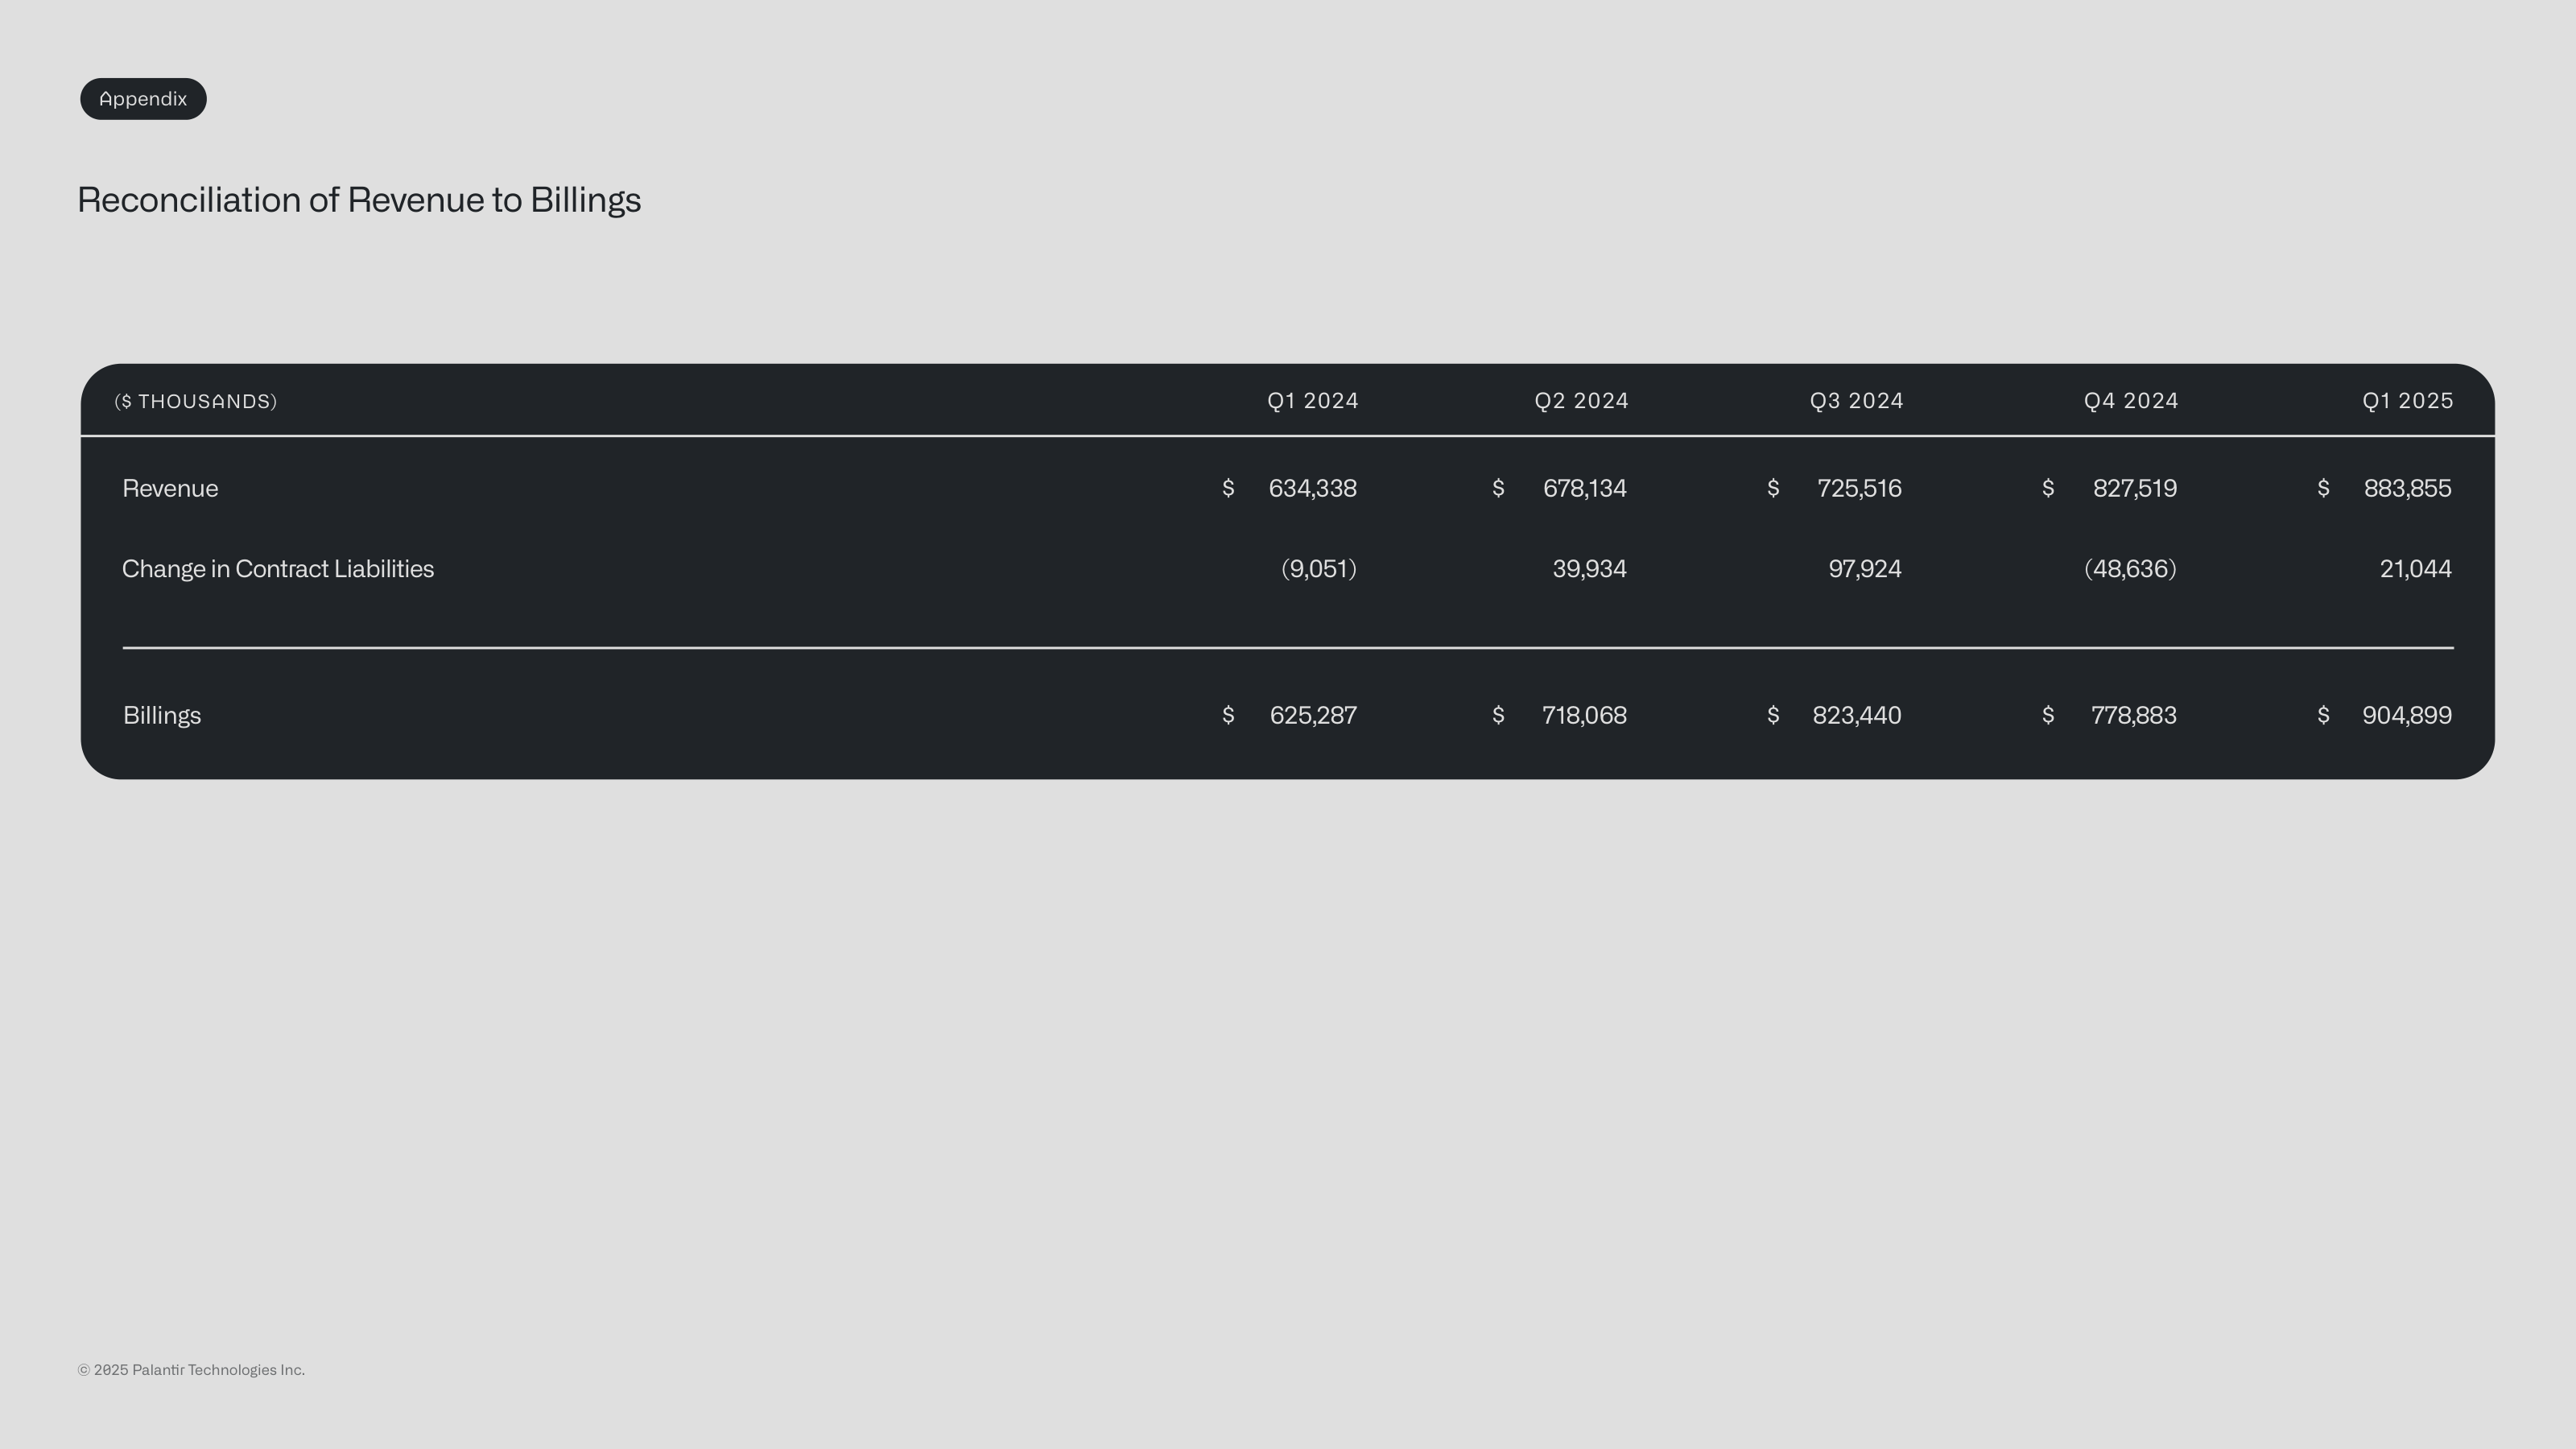 Appendix
Reconciliation of Revenue to Billings
($ THOUSANDS) Q1 2024 Q2 2024 Q3 2024 Q4 2024 Q1 2025
Revenue $ 634,338 $ 678,134 $ 725,516 $ 827,519 $ 883,855
Change in Contract Liabilities (9,051) 39,934 97,924 (48,636) 21,044
Billings $ 625,287 $ 718,068 $ 823,440 $ 778,883 $ 904,899
© 2025 Palantir Technologies Inc.